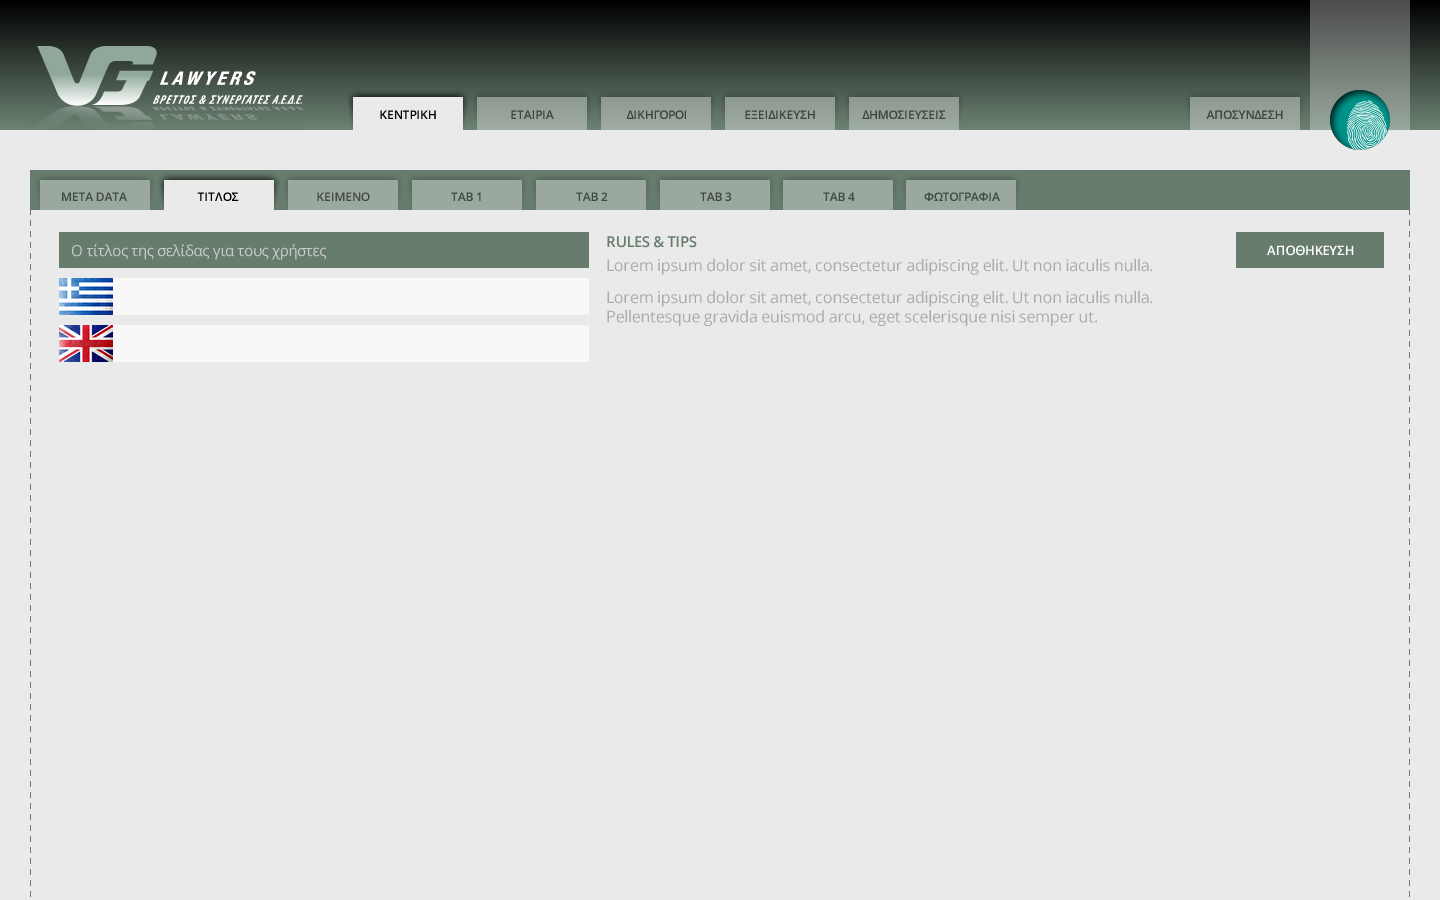 VG LAWYERS
ΒΡΕΤΤΟΣ & ΣΥΝΕΡΓΑΤΕΣ Α.Ε.Δ.Ε.
ΚΕΝΤΡΙΚΗ
ΕΤΑΙΡΙΑ
ΔΙΚΗΓΟΡΟΙ
ΕΞΕΙΔΙΚΕΥΣΗ
ΔΗΜΟΣΙΕΥΣΕΙΣ
ΑΠΟΣΥΝΔΕΣΗ
META DATA
ΤΙΤΛΟΣ
ΚΕΙΜΕΝΟ
TAB 1
TAB 2
TAB 3
TAB 4
ΦΩΤΟΓΡΑΦΙΑ
Ο τίτλος της σελίδας για τους χρήστες
RULES & TIPS
Lorem ipsum dolor sit amet, consectetur adipiscing elit. Ut non iaculis nulla.
Lorem ipsum dolor sit amet, consectetur adipiscing elit. Ut non iaculis nulla.
Pellentesque gravida euismod arcu, eget scelerisque nisi semper ut.
ΑΠΟΘΗΚΕΥΣΗ